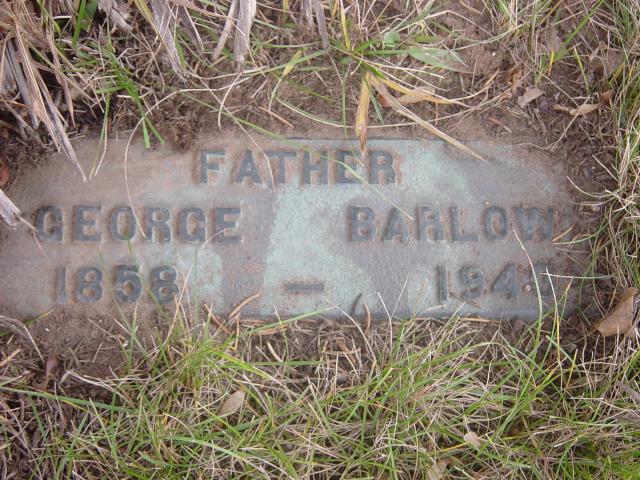 FATHER
GEORGE BARLOW
1858 —